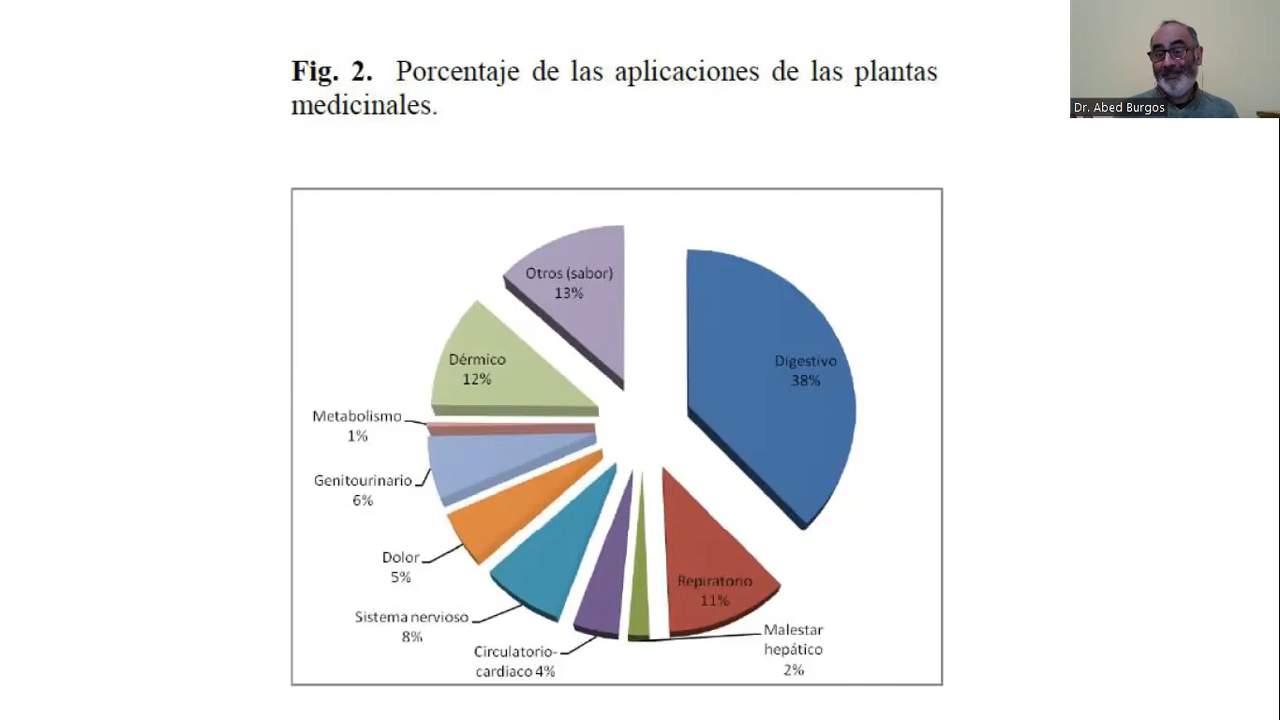 Fig. 2. Porcentaje de las aplicaciones de las plantas
medicinales.
Dr. Abed Burgos
Otros (sabor)
13%
Digestivo
38%
Dérmico
12%
Metabolismo
1%
Genitourinario
6%
Dolor
5%
Sistema nervioso
8%
Circulatorio-
cardiaco 4%
Repiratorio
11%
Malestar
hepático
2%